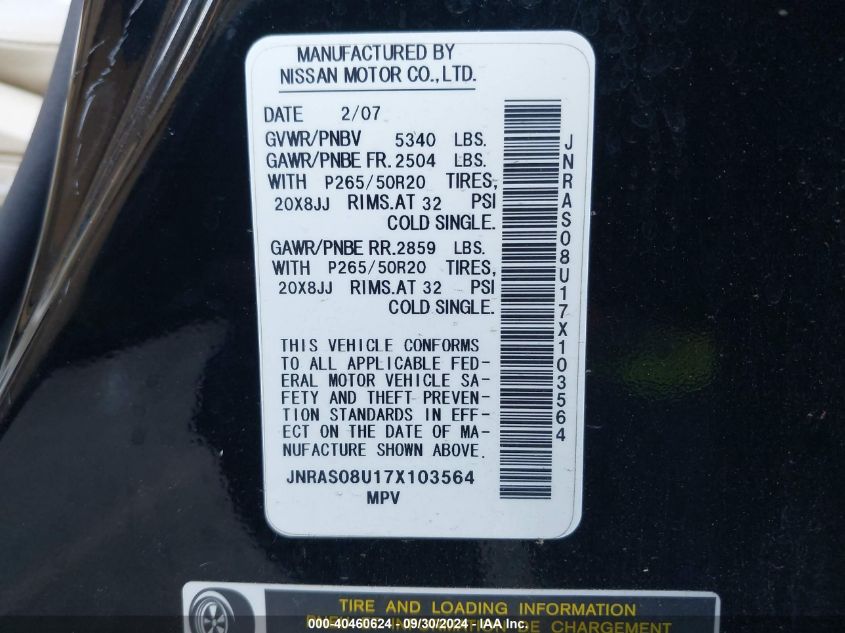 MANUFACTURED BY
NISSAN MOTOR CO., LTD.
DATE 2/07
GVWR/PNBV 5340 LBS.
GAWR/PNBE FR. 2504 LBS.
WITH P265/50R20 TIRES,
20X8JJ RIMS. AT 32 PSI
COLD SINGLE.
GAWR/PNBE RR. 2859 LBS.
WITH P265/50R20 TIRES,
20X8JJ RIMS. AT 32 PSI
COLD SINGLE.
THIS VEHICLE CONFORMS
TO ALL APPLICABLE FED-
ERAL MOTOR VEHICLE SA-
FETY AND THEFT PREVEN-
TION STANDARDS IN EFF-
ECT ON THE DATE OF MA-
NUFACTURE SHOWN ABOVE.
JNRAS08U17X103564
MPV
JNRAS08U17X103564
TIRE AND LOADING INFORMATION
000-40460624 - 09/30/2024 - IAA Inc.